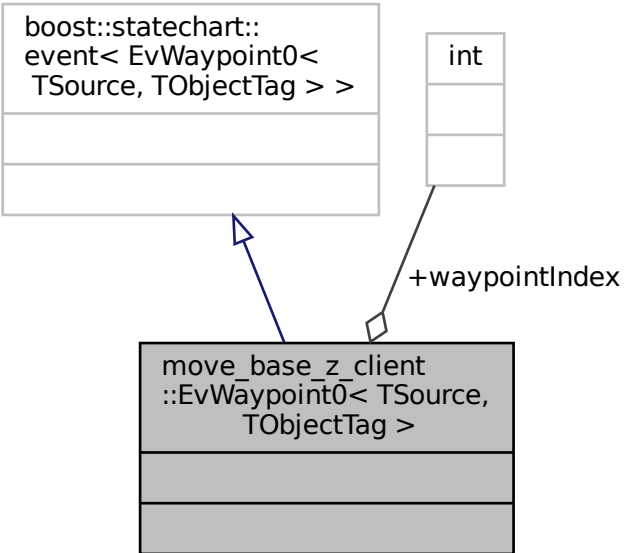 boost::statechart::
event< EvWaypoint0<
TSource, TObjectTag > >
int
+waypointIndex
move_base_z_client
::EvWaypoint0< TSource,
TObjectTag >